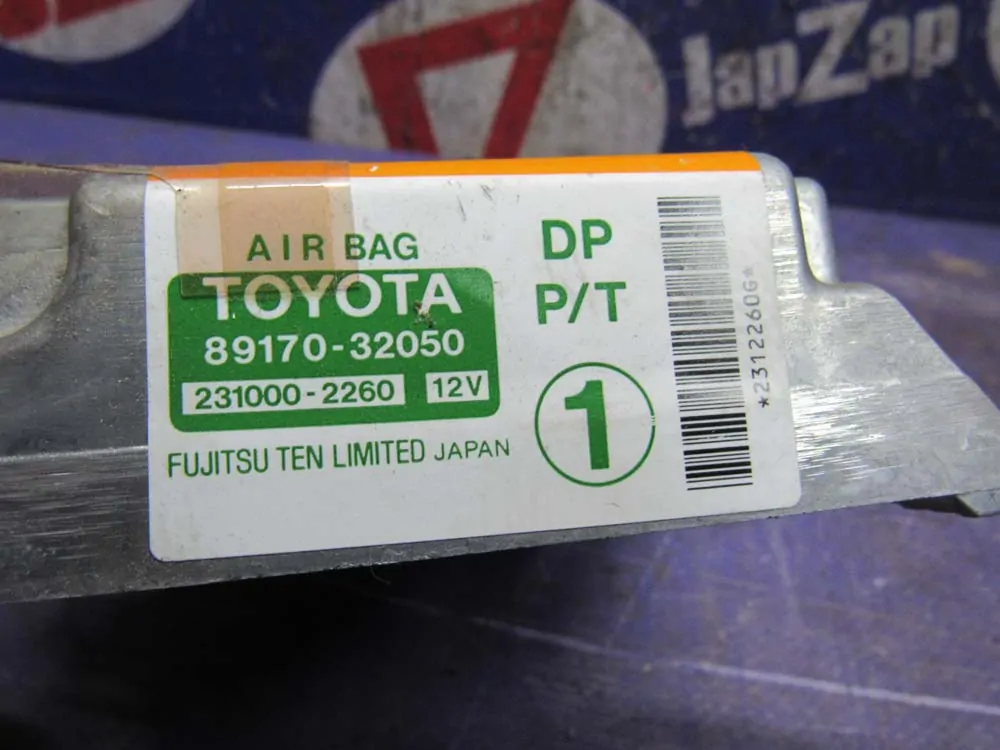 JapZap
AIR BAG
TOYOTA
89170-32050
231000-2260 12V
FUJITSU TEN LIMITED JAPAN
DP
P/T
1
*2312260G*